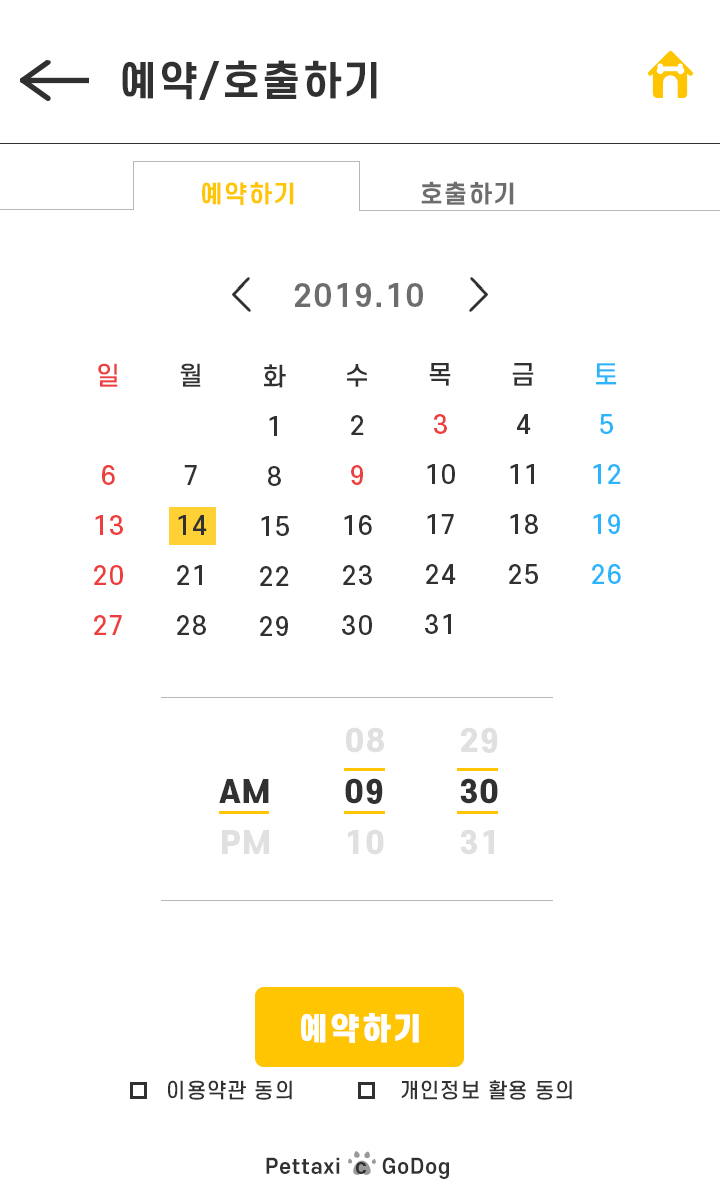 예약/호출하기
예약하기 호출하기
2019.10
일 월 화 수 목 금 토
1 2 3 4 5
6 7 8 9 10 11 12
13 14 15 16 17 18 19
20 21 22 23 24 25 26
27 28 29 30 31
08 29
AM 09 30
PM 10 31
예약하기
이용약관 동의 개인정보 활용 동의
Pettaxi c GoDog